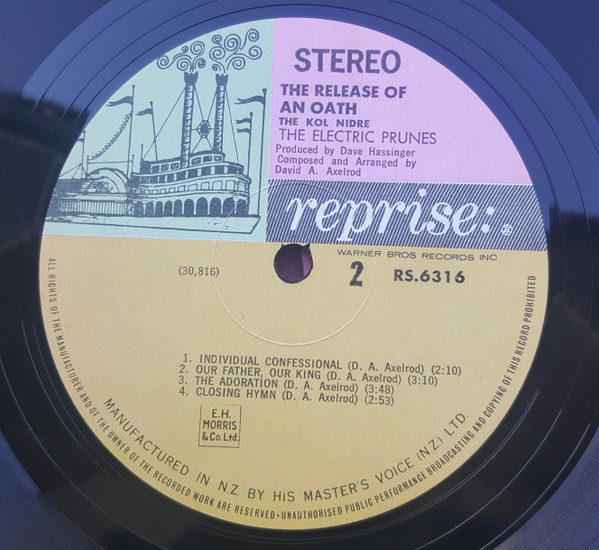 STEREO
THE RELEASE OF
AN OATH
THE KOL NIDRE
THE ELECTRIC PRUNES
Produced by Dave Hassinger
Composed and Arranged by
David A. Axelrod
reprise:®
WARNER BROS RECORDS INC
(30,816)
2
RS.6316
1. INDIVIDUAL CONFESSIONAL (D. A. Axelrod) (2:10)
2. OUR FATHER, OUR KING (D. A. Axelrod) (3:10)
3. THE ADORATION (D. A. Axelrod) (3:48)
4. CLOSING HYMN (D. A. Axelrod) (2:53)
E.H.
MORRIS
& Co. Ltd.
MANUFACTURED IN N.Z. BY HIS MASTER'S VOICE (N.Z.) LTD.
ALL RIGHTS OF THE MANUFACTURER AND OF THE OWNER OF THE RECORDED WORK ARE RESERVED · UNAUTHORISED PUBLIC PERFORMANCE BROADCASTING AND COPYING OF THIS RECORD PROHIBITED